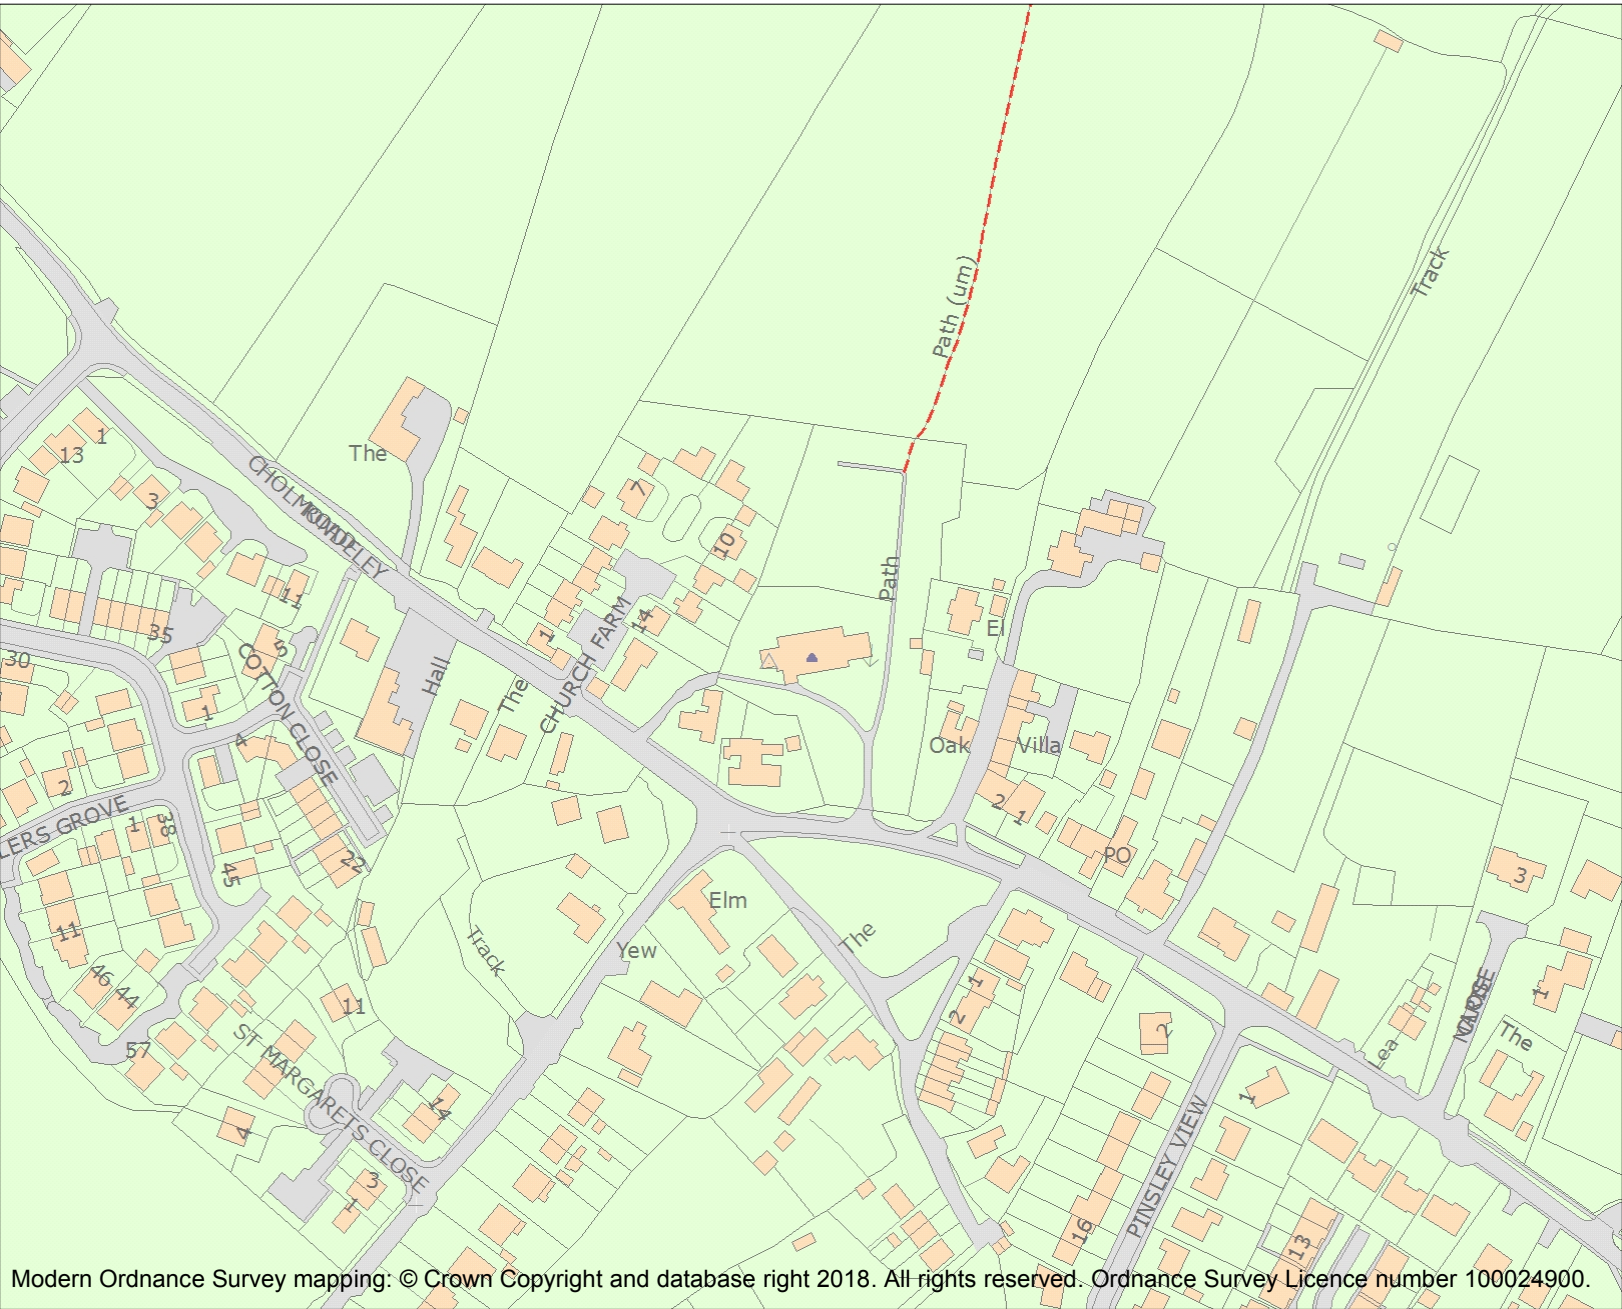 Path (um)
Track
1
The
13
CHOLMONDELEY
ROAD
3
7
10
11
Path
14
35
1
5
El
30
Hall
COTTON CLOSE
The
CHURCH FARM
1
4
Oak
Villa
2
2
1
LERS GROVE
1
38
PO
22
45
3
Elm
11
The
Yew
Track
46
44
1
1
11
2
NAROSE
The
57
2
Lea
ST MARGARETS CLOSE
14
1
4
PINSLEY VIEW
3
1
16
13
Modern Ordnance Survey mapping: © Crown Copyright and database right 2018. All rights reserved. Ordnance Survey Licence number 100024900.